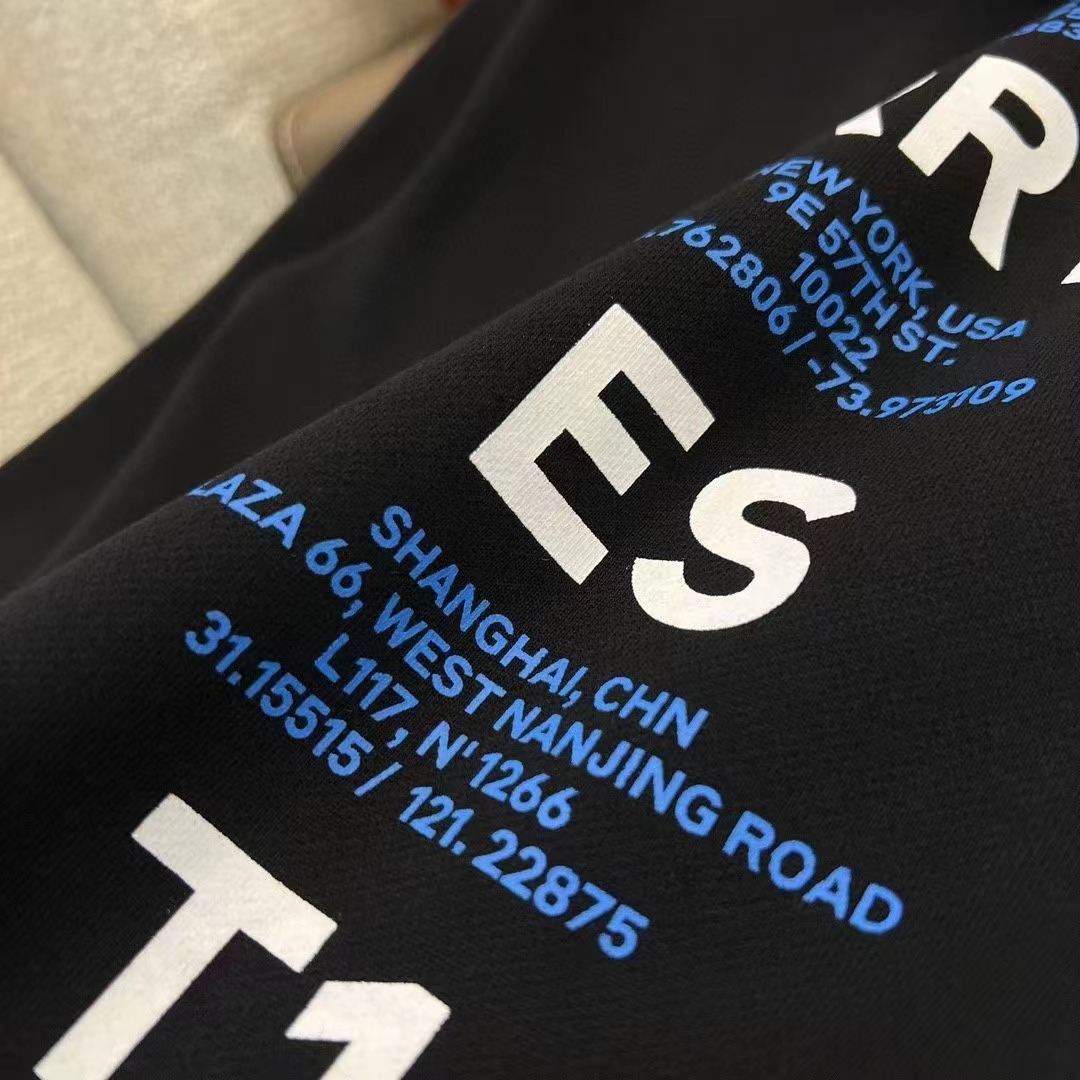 R
NEW YORK, USA
9E 57TH ST.
10022
.762806 / -73.973109
Es
SHANGHAI, CHN
LAZA 66, WEST NANJING ROAD
L117, N'1266
31.15515 / 121. 22875
T1